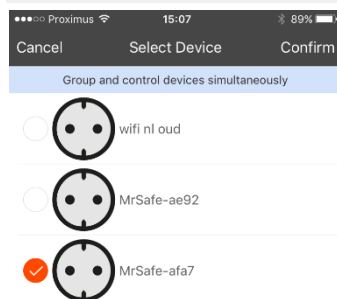 Proximus 15:07 89%
Cancel Select Device Confirm
Group and control devices simultaneously
wifi nl oud
MrSafe-ae92
MrSafe-afa7